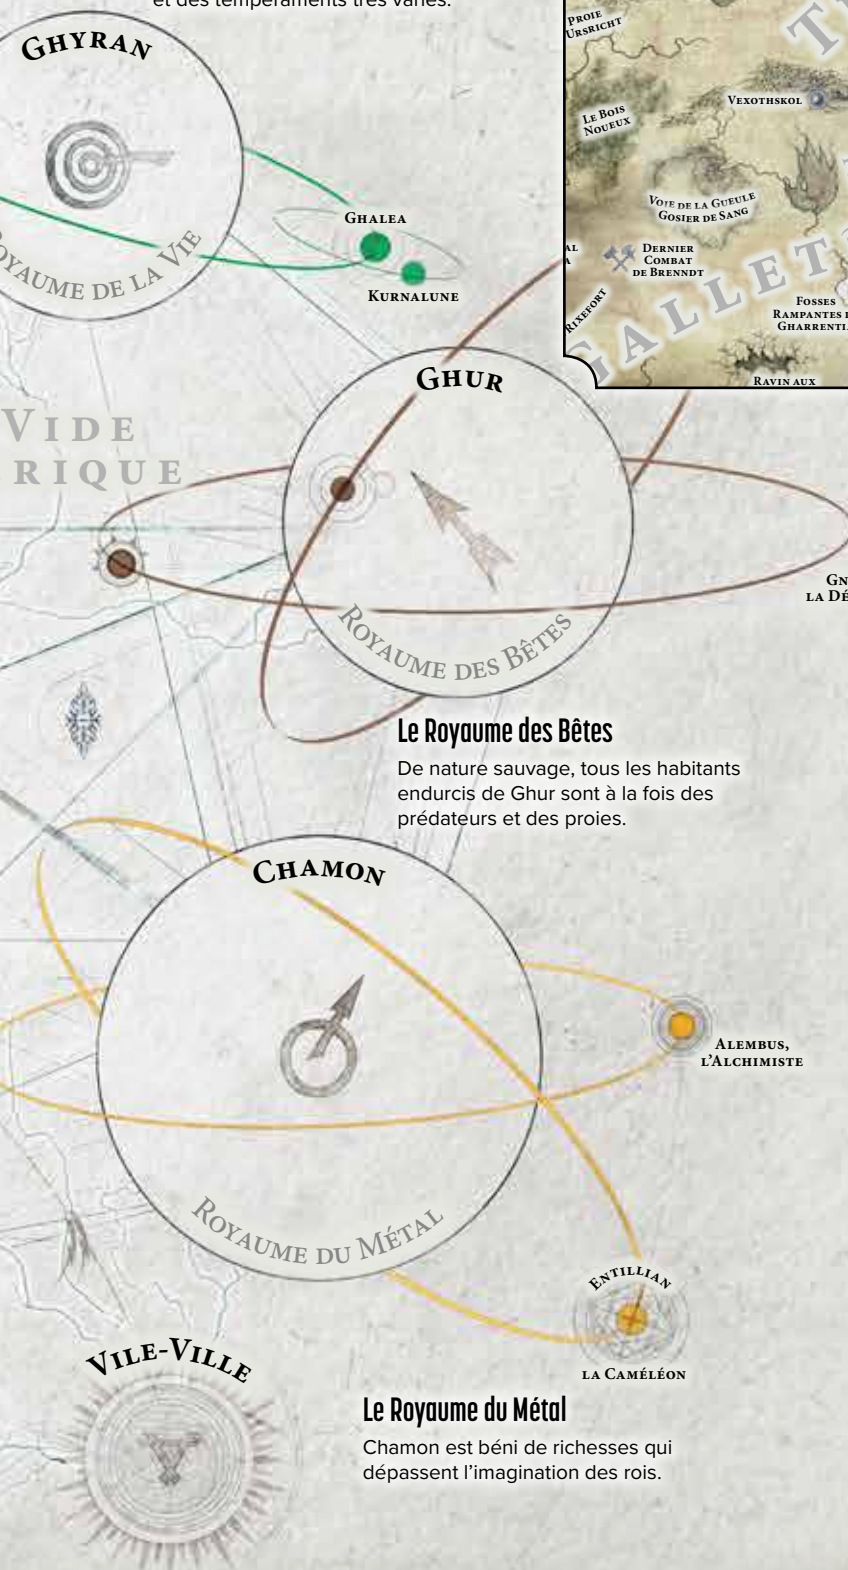 et des tempéraments très variés.
Ghyran
Royaume de la Vie
Ghalea
Kurnalune
Proie
Ursricht
Le Bois
Noueux
Vexothskol
Voie de la Gueule
Gosier de Sang
Dernier
Combat
de Brenndt
Rixefort
Gallet
Fosses
Rampantes
Gharrenti
Ravin aux
Vide
rique
Ghur
Royaume des Bêtes
Gn
la Dé
Le Royaume des Bêtes
De nature sauvage, tous les habitants
endurcis de Ghur sont à la fois des
prédateurs et des proies.
Chamon
Royaume du Métal
Alembus,
l'Alchimiste
Entillian
la Caméléon
Vile-Ville
Le Royaume du Métal
Chamon est béni de richesses qui
dépassent l'imagination des rois.